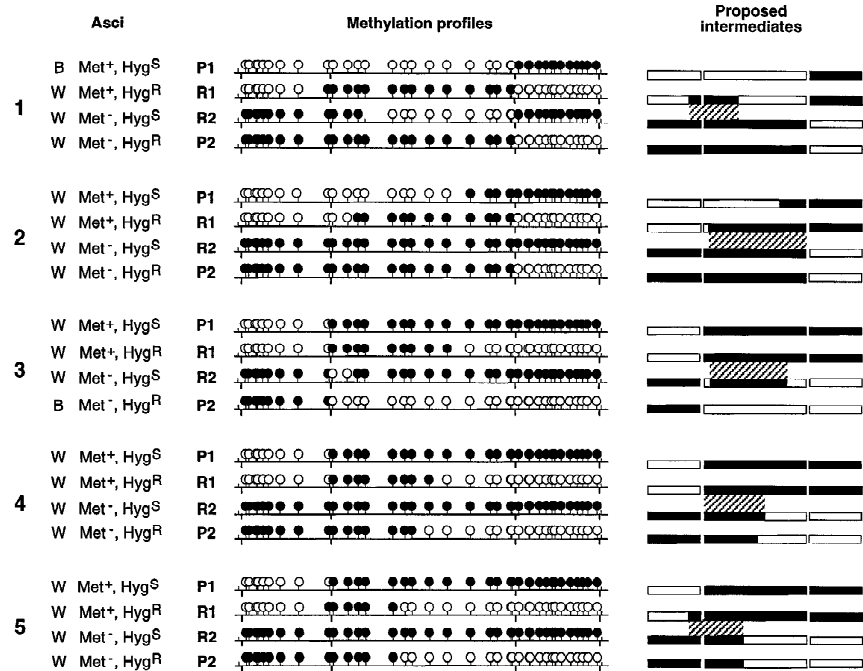 Asci Methylation profiles Proposed intermediates
1
B Met+, HygS P1
W Met+, HygR R1
W Met-, HygS R2
W Met-, HygR P2
2
W Met+, HygS P1
W Met+, HygR R1
W Met-, HygS R2
W Met-, HygR P2
3
W Met+, HygS P1
W Met+, HygR R1
W Met-, HygS R2
B Met-, HygR P2
4
W Met+, HygS P1
W Met+, HygR R1
W Met-, HygS R2
W Met-, HygR P2
5
W Met+, HygS P1
W Met+, HygR R1
W Met-, HygS R2
W Met-, HygR P2